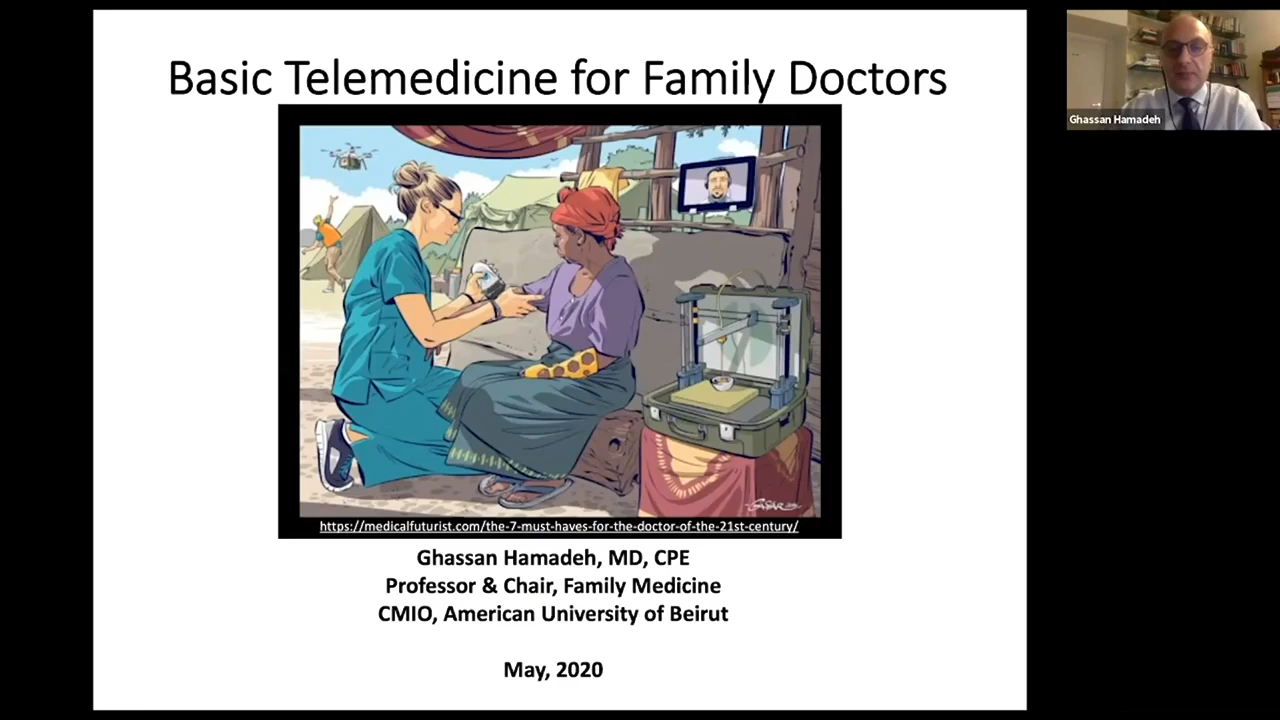 Basic Telemedicine for Family Doctors
https://medicalfuturist.com/the-7-must-haves-for-the-doctor-of-the-21st-century/
Ghassan Hamadeh, MD, CPE
Professor & Chair, Family Medicine
CMIO, American University of Beirut
May, 2020
Ghassan Hamadeh